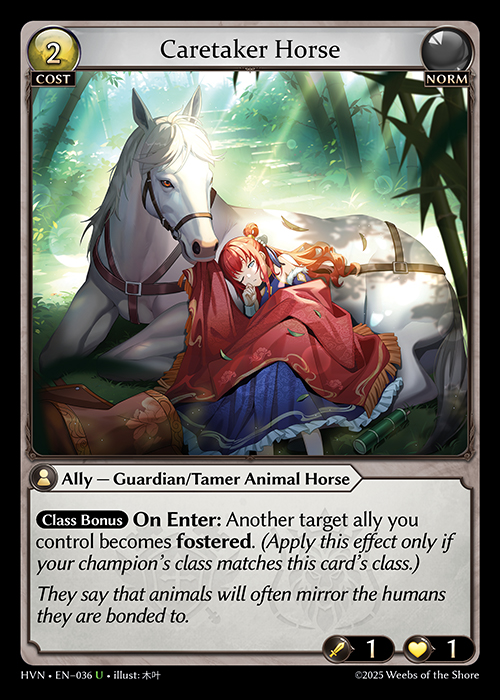 2
Caretaker Horse
COST
NORM
Ally — Guardian/Tamer Animal Horse
Class Bonus On Enter: Another target ally you
control becomes fostered. (Apply this effect only if
your champion's class matches this card's class.)
They say that animals will often mirror the humans
they are bonded to.
1
1
HVN • EN-036 U • illust: 木叶
©2025 Weebs of the Shore